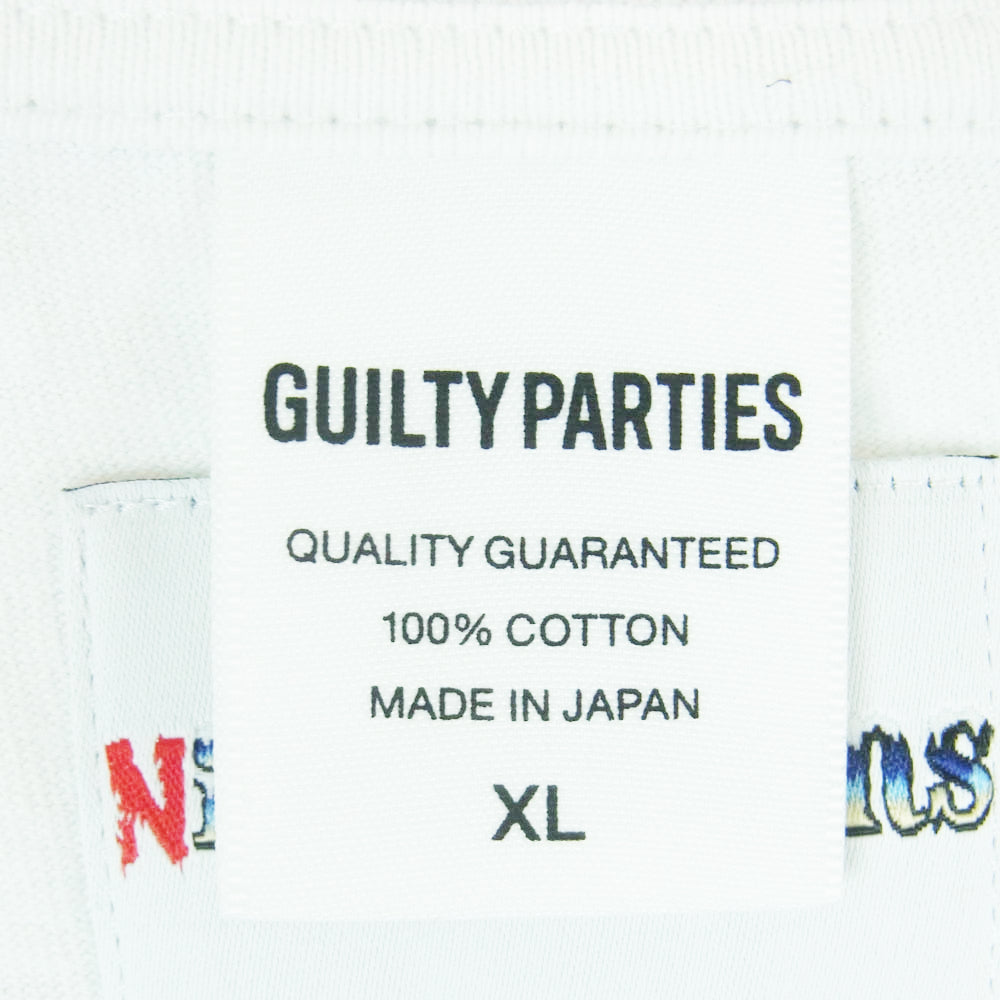 GUILTY PARTIES
QUALITY GUARANTEED
100% COTTON
MADE IN JAPAN
XL